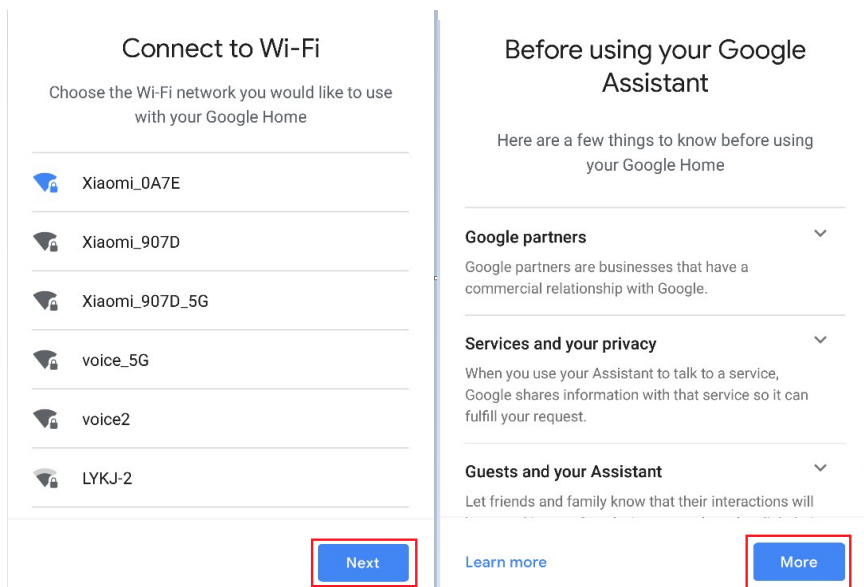 Connect to Wi-Fi
Choose the Wi-Fi network you would like to use
with your Google Home
Xiaomi_0A7E
Xiaomi_907D
Xiaomi_907D_5G
voice_5G
voice2
LYKJ-2
Next
Before using your Google
Assistant
Here are a few things to know before using
your Google Home
Google partners
Google partners are businesses that have a
commercial relationship with Google.
Services and your privacy
When you use your Assistant to talk to a service,
Google shares information with that service so it can
fulfill your request.
Guests and your Assistant
Let friends and family know that their interactions will
Learn more
More